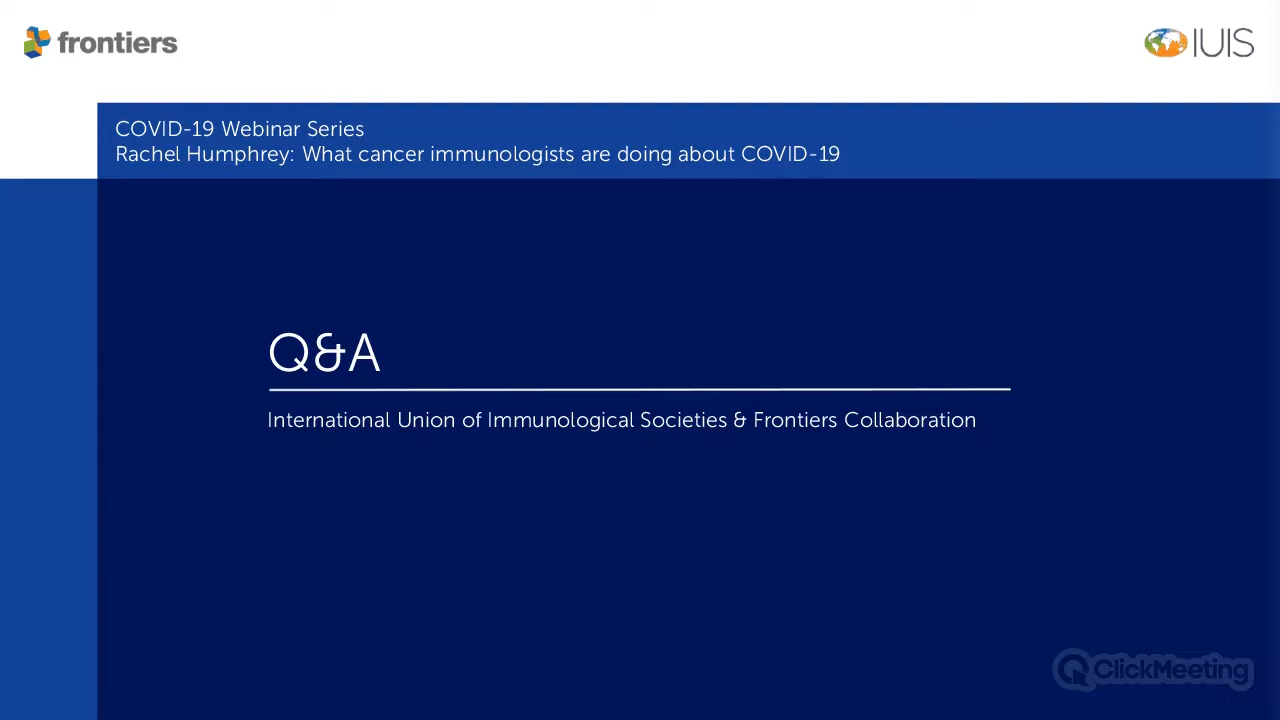 frontiers
IUIS
COVID-19 Webinar Series
Rachel Humphrey: What cancer immunologists are doing about COVID-19
Q&A
International Union of Immunological Societies & Frontiers Collaboration
ClickMeeting